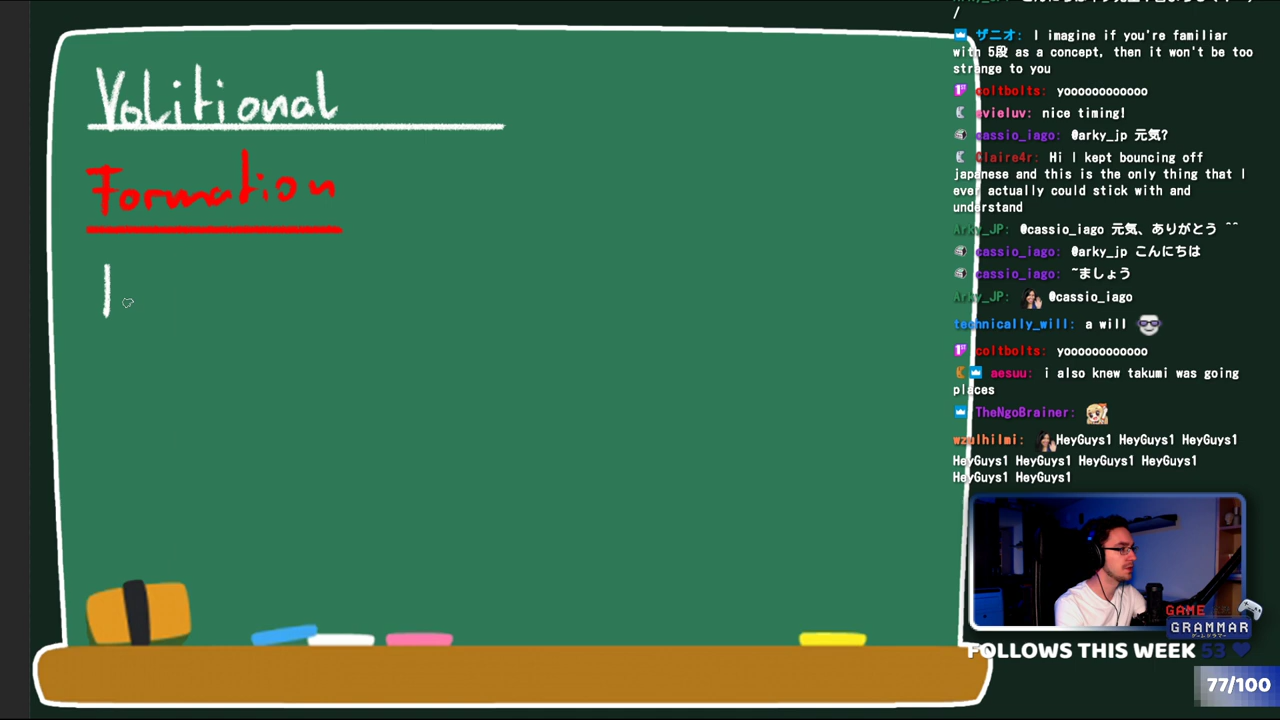 Volitional
Formation
/
ザニオ: I imagine if you're familiar
with 5段 as a concept, then it won't be too
strange to you
coltbolts: yoooooooooooo
avieluv: nice timing!
cassio_iago: @arky_jp 元気?
Claire4r: Hi I kept bouncing off
japanese and this is the only thing that I
ever actually could stick with and
understand
Arky_JP: @cassio_iago 元気、ありがとう ^^
cassio_iago: @arky_jp こんにちは
cassio_iago: ~ましょう
Arky_JP: @cassio_iago
technically_will: a will
coltbolts: yoooooooooooo
aesuu: i also knew takumi was going
places
TheNgoBrainer:
wzulhilmi: HeyGuys1 HeyGuys1 HeyGuys1
HeyGuys1 HeyGuys1 HeyGuys1 HeyGuys1
HeyGuys1 HeyGuys1
GAME
GRAMMAR
FOLLOWS THIS WEEK 53
77/100